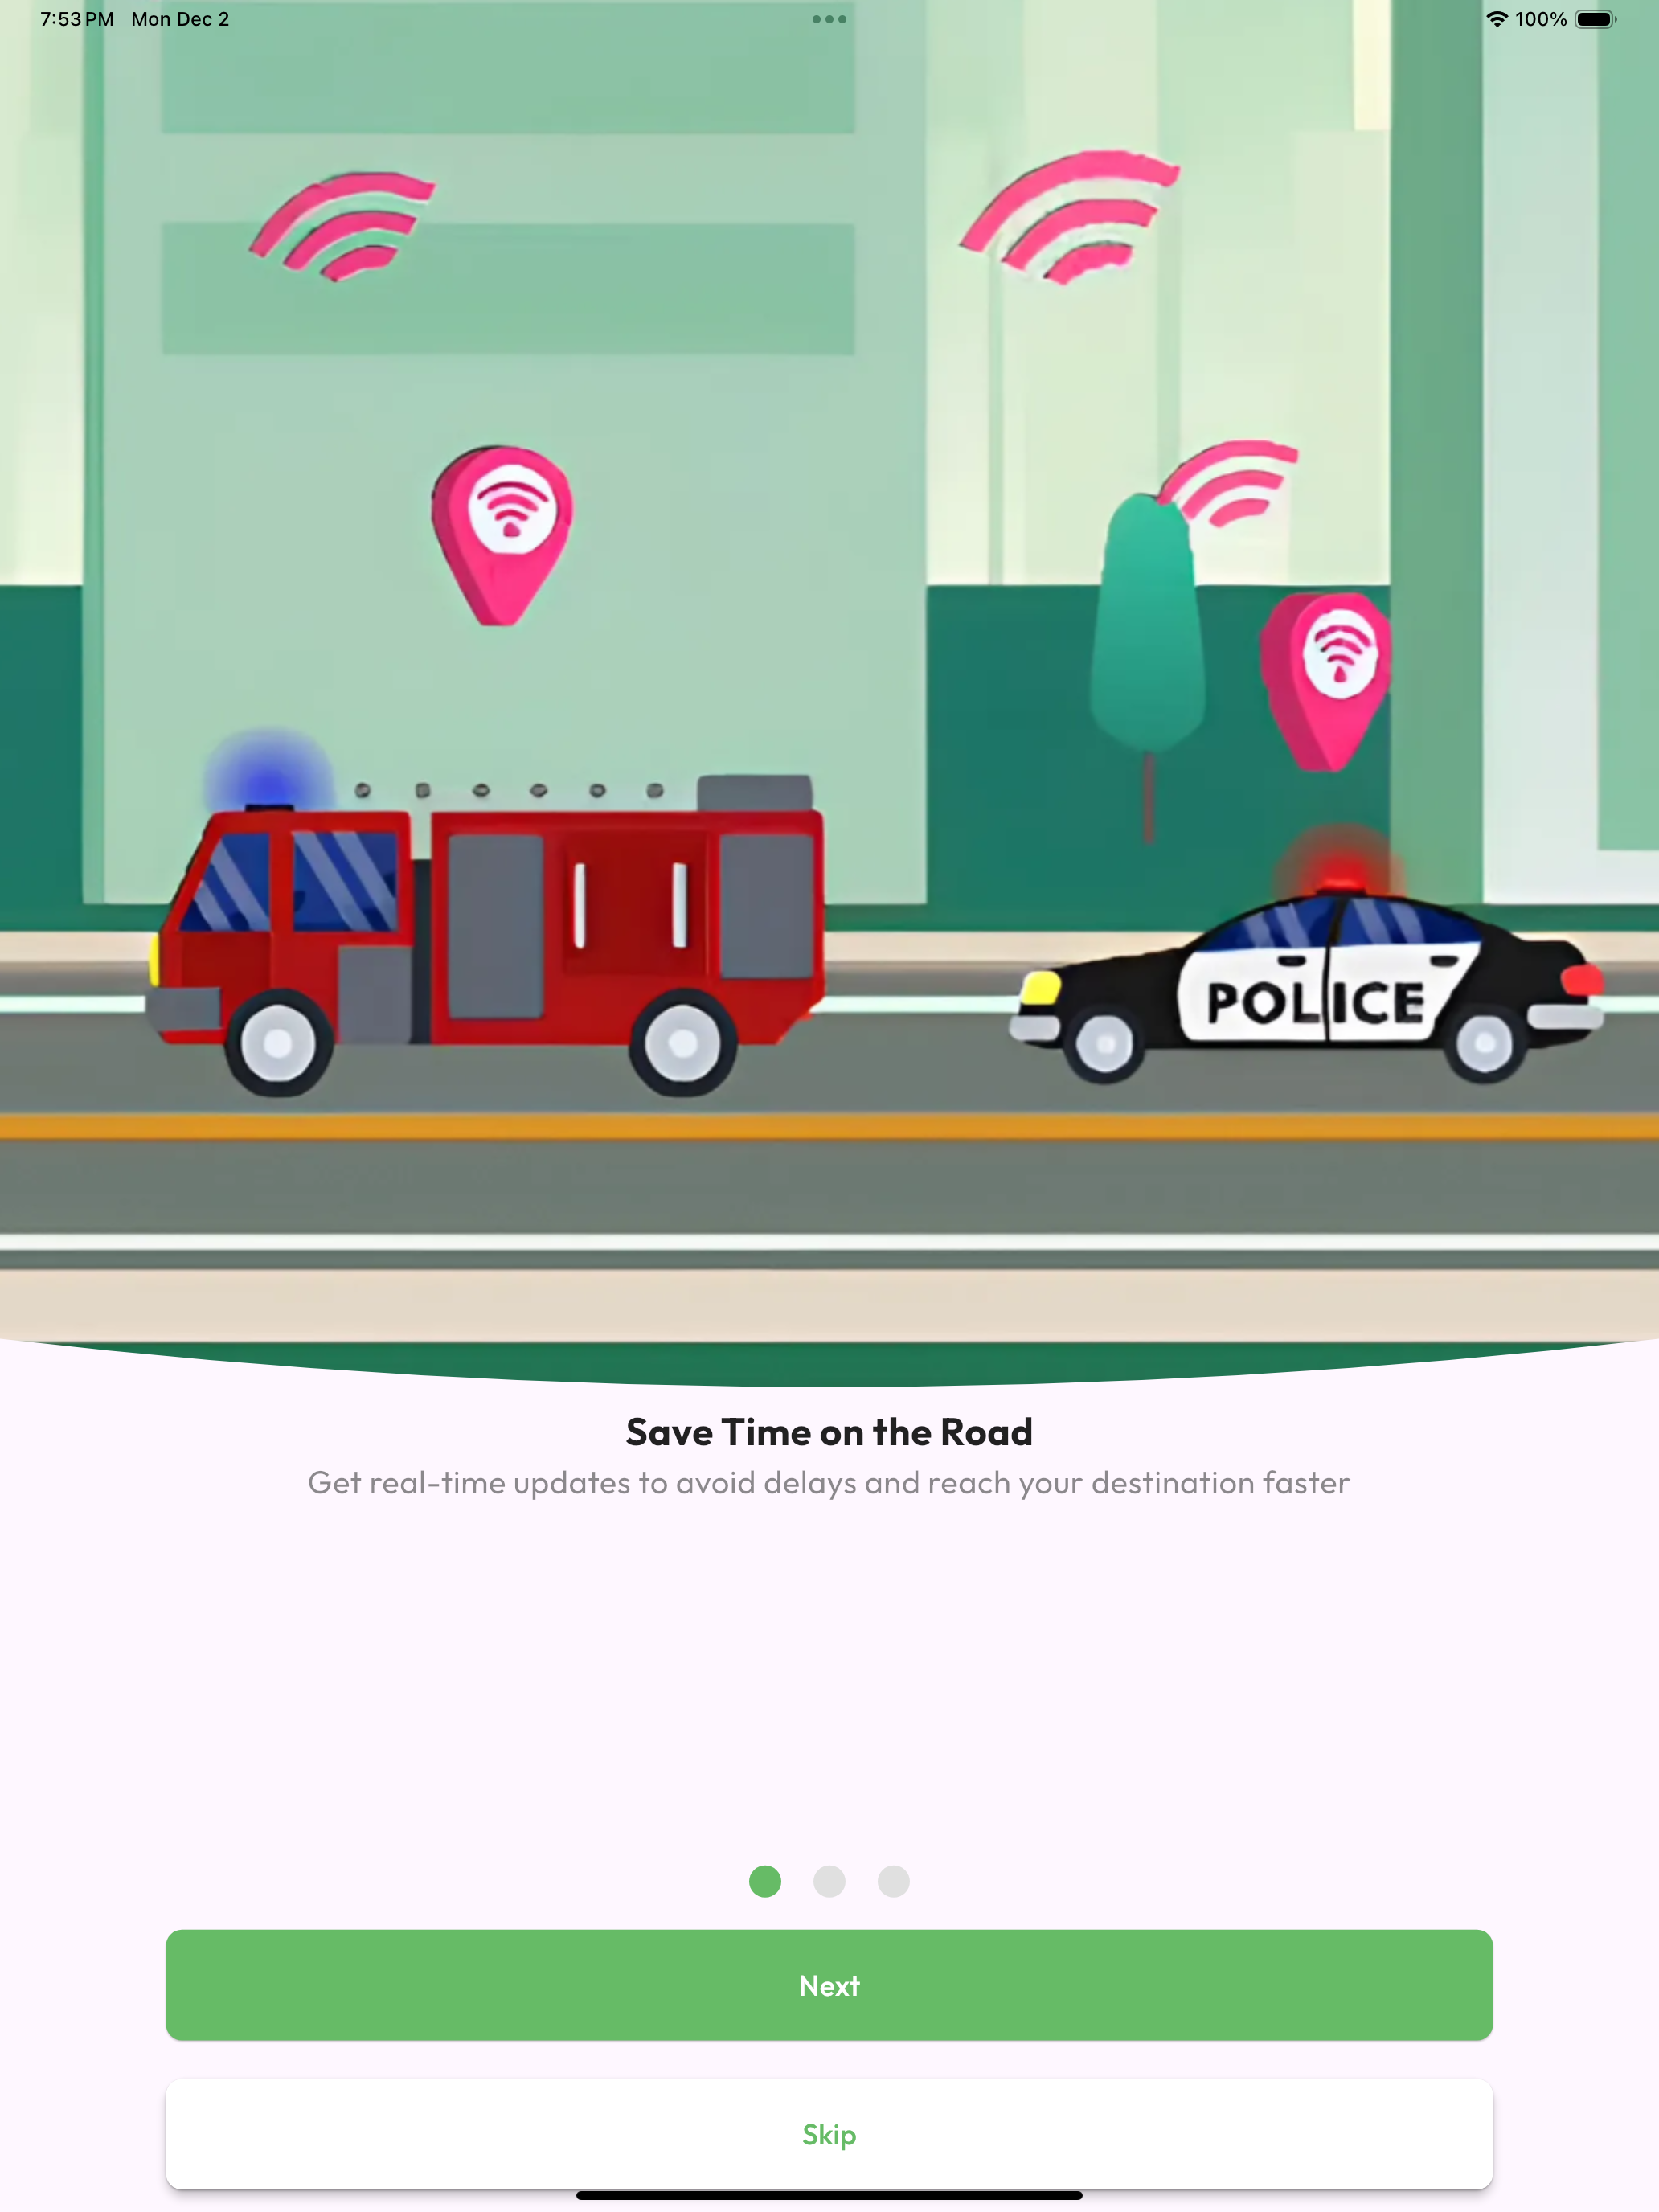 7:53 PM Mon Dec 2
100%
POLICE
Save Time on the Road
Get real-time updates to avoid delays and reach your destination faster
Next
Skip